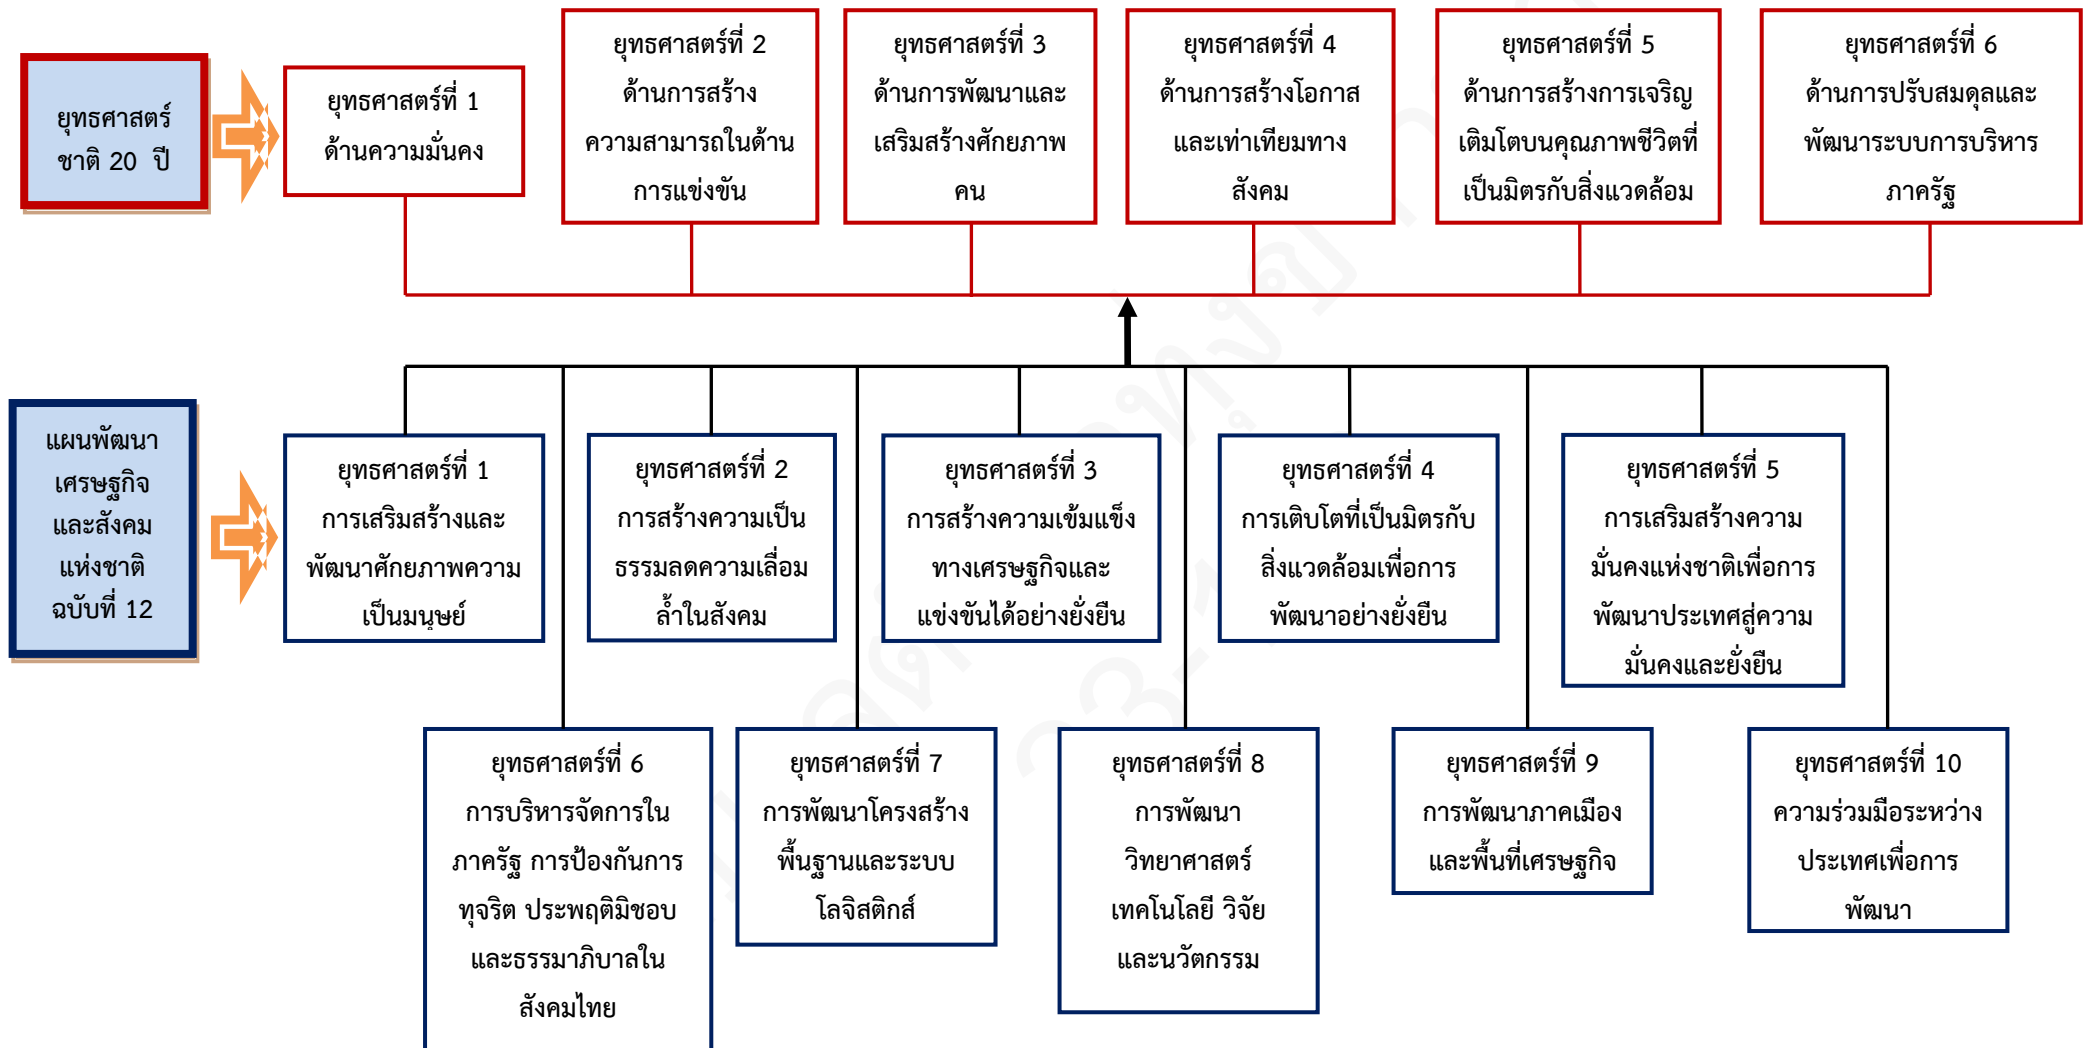 ยุทธศาสตร์
ชาติ 20 ปี
ยุทธศาสตร์ที่ 1
ด้านความมั่นคง
ยุทธศาสตร์ที่ 2
ด้านการสร้าง
ความสามารถในด้าน
การแข่งขัน
ยุทธศาสตร์ที่ 3
ด้านการพัฒนาและ
เสริมสร้างศักยภาพ
คน
ยุทธศาสตร์ที่ 4
ด้านการสร้างโอกาส
และเท่าเทียมทาง
สังคม
ยุทธศาสตร์ที่ 5
ด้านการสร้างการเจริญ
เติมโตบนคุณภาพชีวิตที่
เป็นมิตรกับสิ่งแวดล้อม
ยุทธศาสตร์ที่ 6
ด้านการปรับสมดุลและ
พัฒนาระบบการบริหาร
ภาครัฐ
แผนพัฒนา
เศรษฐกิจ
และสังคม
แห่งชาติ
ฉบับที่ 12
ยุทธศาสตร์ที่ 1
การเสริมสร้างและ
พัฒนาศักยภาพความ
เป็นมนุษย์
ยุทธศาสตร์ที่ 2
การสร้างความเป็น
ธรรมลดความเลื่อม
ล้ำในสังคม
ยุทธศาสตร์ที่ 3
การสร้างความเข้มแข็ง
ทางเศรษฐกิจและ
แข่งขันได้อย่างยั่งยืน
ยุทธศาสตร์ที่ 4
การเติบโตที่เป็นมิตรกับ
สิ่งแวดล้อมเพื่อการ
พัฒนาอย่างยั่งยืน
ยุทธศาสตร์ที่ 5
การเสริมสร้างความ
มั่นคงแห่งชาติเพื่อการ
พัฒนาประเทศสู่ความ
มั่นคงและยั่งยืน
ยุทธศาสตร์ที่ 6
การบริหารจัดการใน
ภาครัฐ การป้องกันการ
ทุจริต ประพฤติมิชอบ
และธรรมาภิบาลใน
สังคมไทย
ยุทธศาสตร์ที่ 7
การพัฒนาโครงสร้าง
พื้นฐานและระบบ
โลจิสติกส์
ยุทธศาสตร์ที่ 8
การพัฒนา
วิทยาศาสตร์
เทคโนโลยี วิจัย
และนวัตกรรม
ยุทธศาสตร์ที่ 9
การพัฒนาภาคเมือง
และพื้นที่เศรษฐกิจ
ยุทธศาสตร์ที่ 10
ความร่วมมือระหว่าง
ประเทศเพื่อการ
พัฒนา